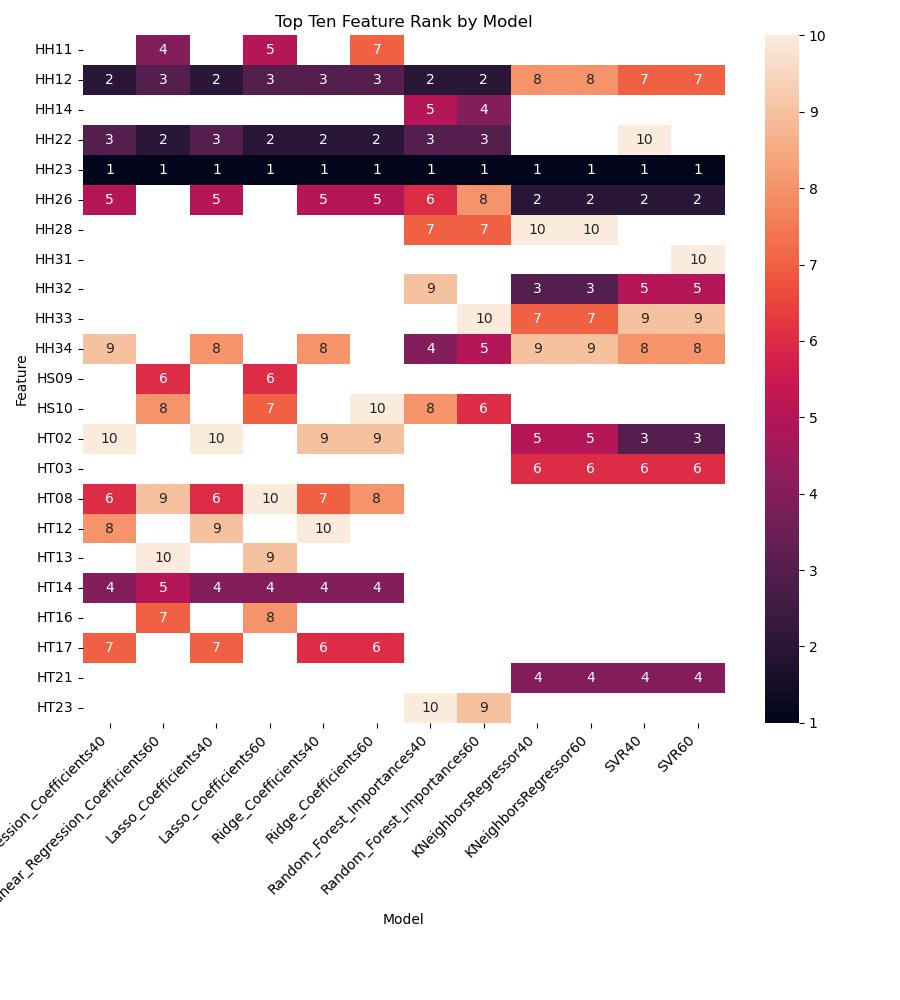 Top Ten Feature Rank by Model
HH11 4 5 7
HH12 2 3 2 3 3 3 2 2 8 8 7 7
HH14 5 4
HH22 3 2 3 2 2 2 3 3 10
HH23 1 1 1 1 1 1 1 1 1 1 1 1
HH26 5 5 5 5 6 8 2 2 2 2
HH28 7 7 10 10
HH31 10
HH32 9 3 3 5 5
HH33 10 7 7 9 9
HH34 9 8 8 4 5 9 9 8 8
HS09 6 6
HS10 8 7 10 8 6
HT02 10 10 9 9 5 5 3 3
HT03 6 6 6 6
HT08 6 9 6 10 7 8
HT12 8 9 10
HT13 10 9
HT14 4 5 4 4 4 4
HT16 7 8
HT17 7 7 6 6
HT21 4 4 4 4
HT23 10 9
Feature
ession_Coefficients40
near_Regression_Coefficients60
Lasso_Coefficients40
Lasso_Coefficients60
Ridge_Coefficients40
Ridge_Coefficients60
Random_Forest_Importances40
Random_Forest_Importances60
KNeighborsRegressor40
KNeighborsRegressor60
SVR40
SVR60
Model
10
9
8
7
6
5
4
3
2
1